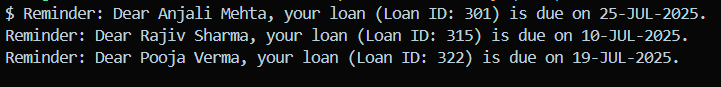 $ Reminder: Dear Anjali Mehta, your loan (Loan ID: 301) is due on 25-JUL-2025.
Reminder: Dear Rajiv Sharma, your loan (Loan ID: 315) is due on 10-JUL-2025.
Reminder: Dear Pooja Verma, your loan (Loan ID: 322) is due on 19-JUL-2025.